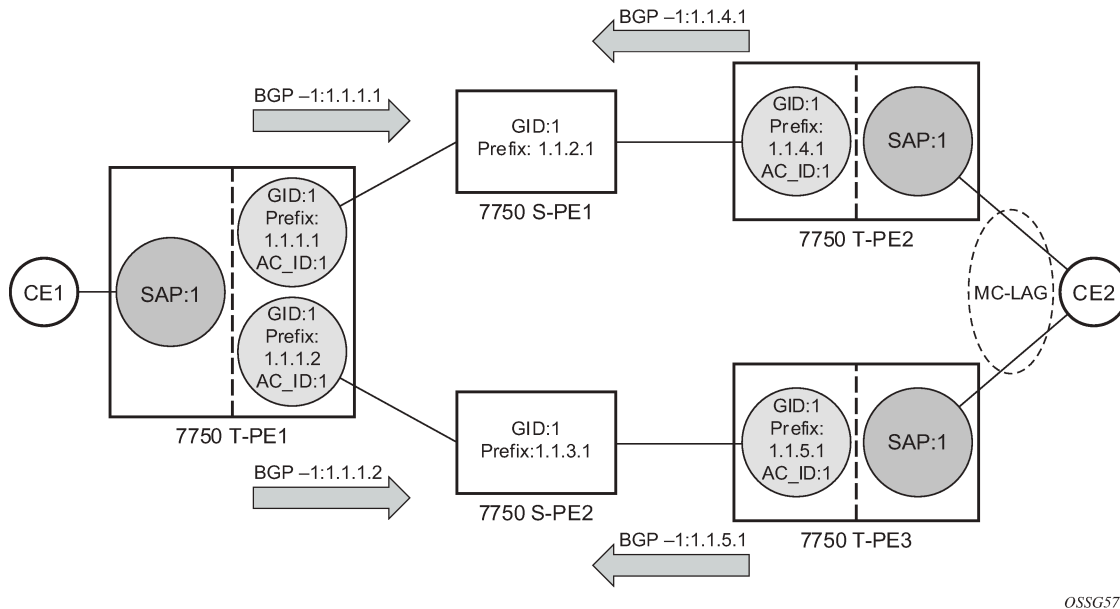 BGP –1:1.1.4.1
BGP –1:1.1.1.1
GID:1
Prefix: 1.1.2.1
7750 S-PE1
GID:1
Prefix:
1.1.4.1
AC_ID:1
SAP:1
7750 T-PE2
CE1
SAP:1
GID:1
Prefix:
1.1.1.1
AC_ID:1
GID:1
Prefix:
1.1.1.2
AC_ID:1
7750 T-PE1
MC-LAG
CE2
GID:1
Prefix:1.1.3.1
7750 S-PE2
GID:1
Prefix:
1.1.5.1
AC_ID:1
SAP:1
7750 T-PE3
BGP –1:1.1.1.2
BGP –1:1.1.5.1
OSSG57